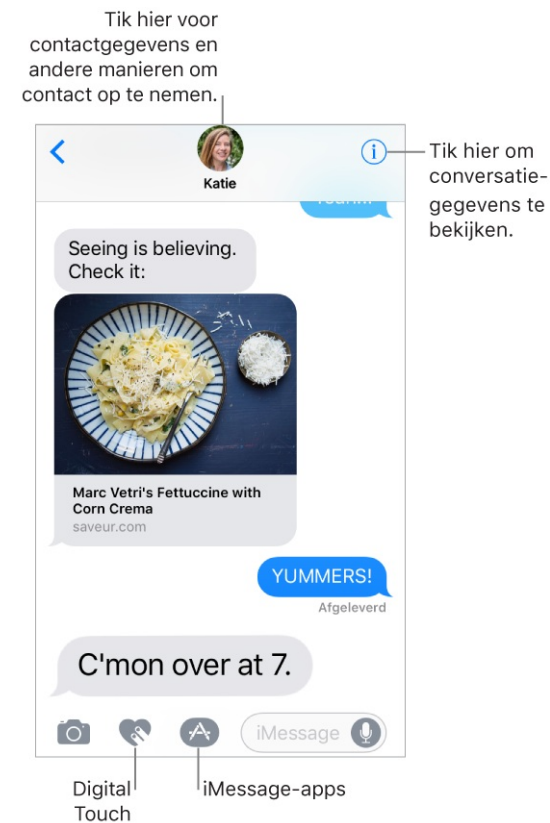 Tik hier voor
contactgegevens en
andere manieren om
contact op te nemen.
Katie
Tik hier om
conversatie-
gegevens te
bekijken.
Seeing is believing.
Check it:
Marc Vetri's Fettuccine with
Corn Crema
saveur.com
YUMMERS!
Afgeleverd
C'mon over at 7.
iMessage
Digital
Touch
iMessage-apps